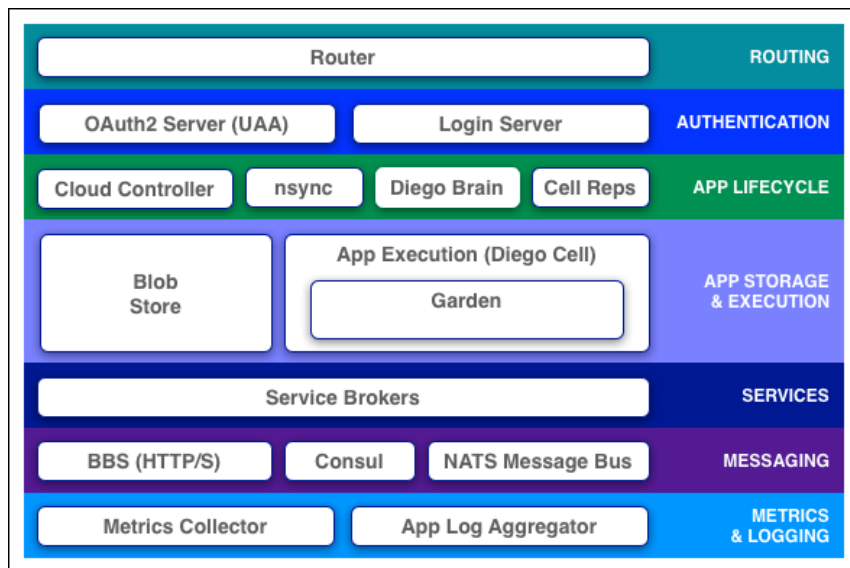 Router
ROUTING
OAuth2 Server (UAA)
Login Server
AUTHENTICATION
Cloud Controller
nsync
Diego Brain
Cell Reps
APP LIFECYCLE
Blob
Store
App Execution (Diego Cell)
Garden
APP STORAGE
& EXECUTION
Service Brokers
SERVICES
BBS (HTTP/S)
Consul
NATS Message Bus
MESSAGING
Metrics Collector
App Log Aggregator
METRICS
& LOGGING